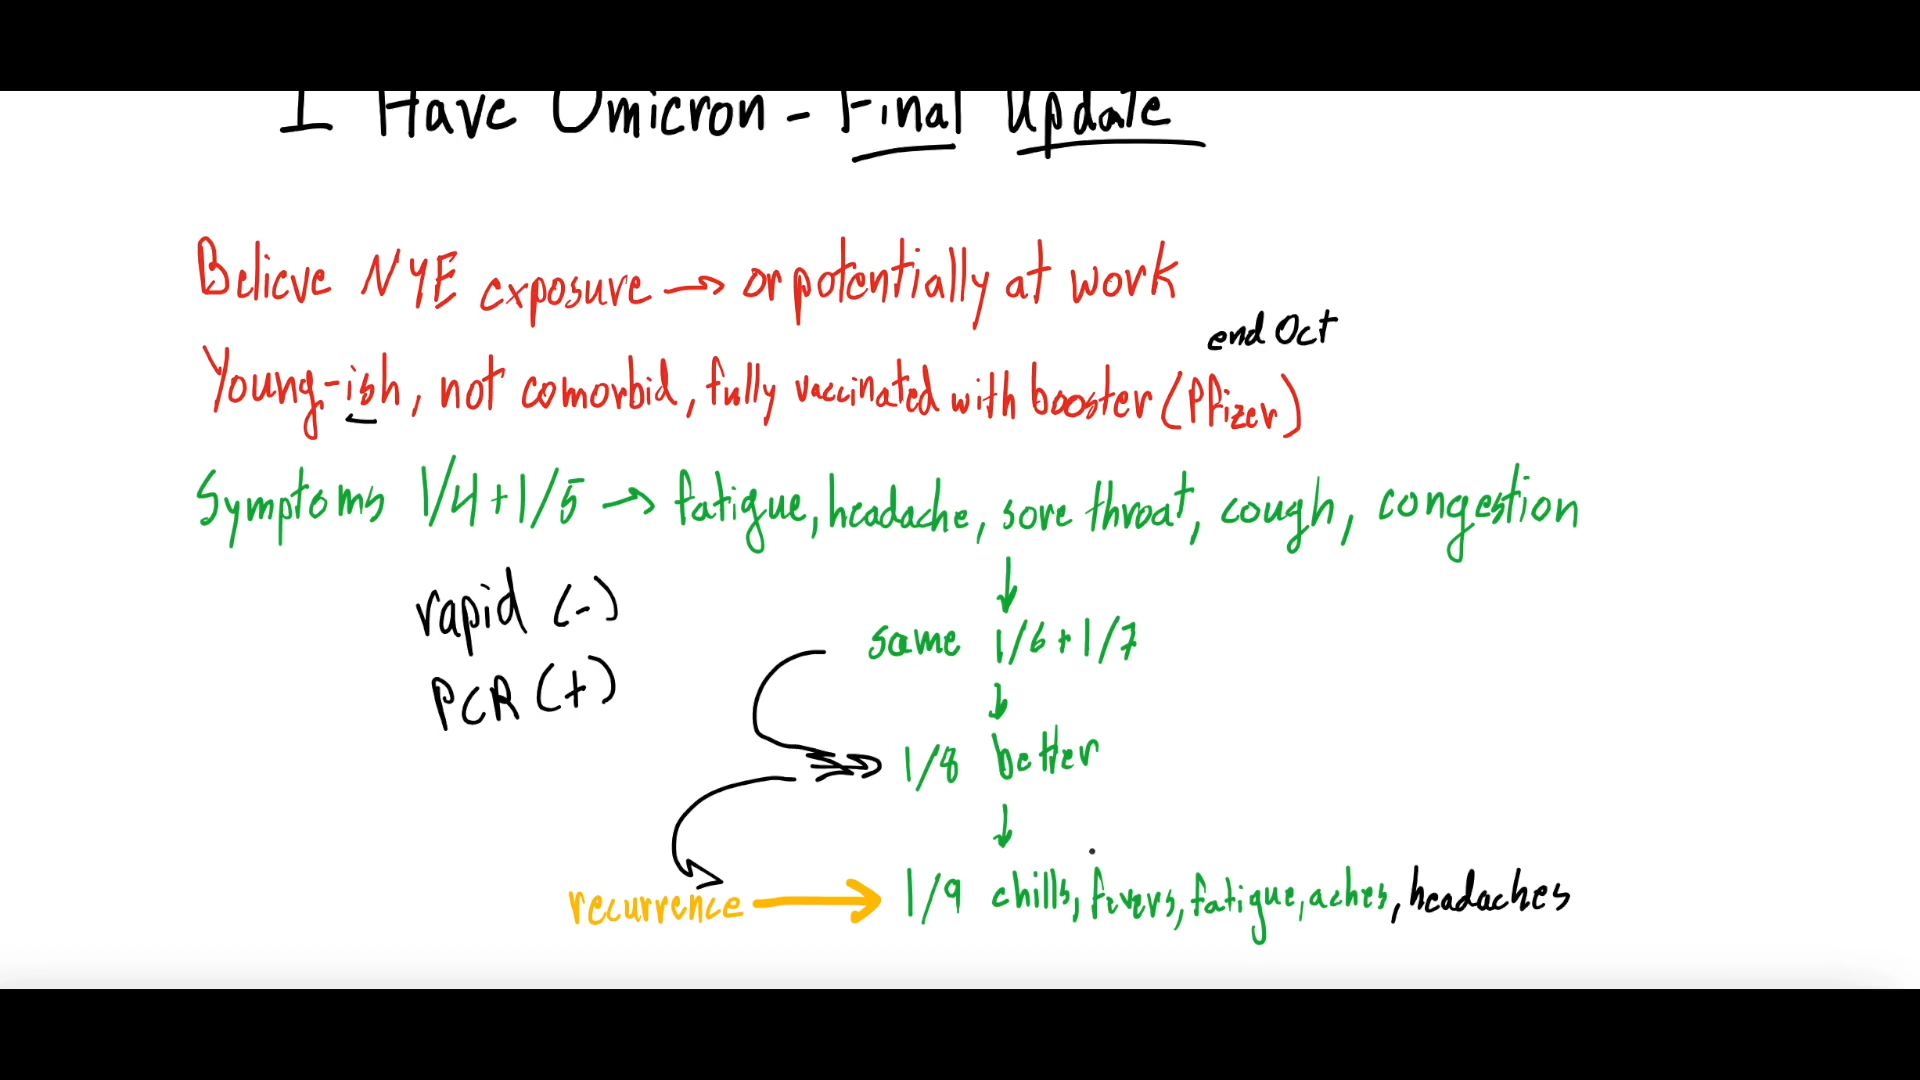 I Have Omicron - Final Update
Believe NYE exposure → or potentially at work
end Oct
Young-ish, not comorbid, fully vaccinated with booster (Pfizer)
Symptoms 1/4+1/5 → fatigue, headache, sore throat, cough, congestion
rapid (-)
same 1/6+1/7
PCR (+)
1/8 better
recurrence → 1/9 chills, fevers, fatigue, aches, headaches